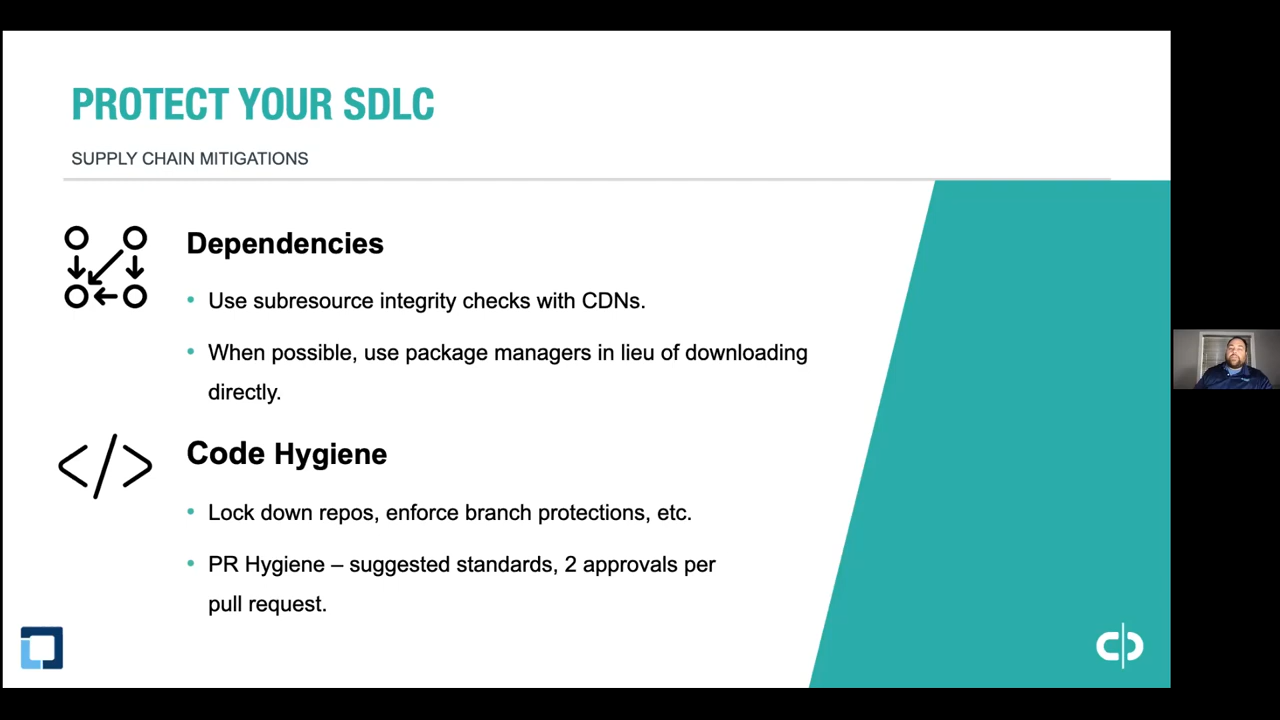 PROTECT YOUR SDLC
SUPPLY CHAIN MITIGATIONS
Dependencies
• Use subresource integrity checks with CDNs.
• When possible, use package managers in lieu of downloading
directly.
Code Hygiene
• Lock down repos, enforce branch protections, etc.
• PR Hygiene – suggested standards, 2 approvals per
pull request.